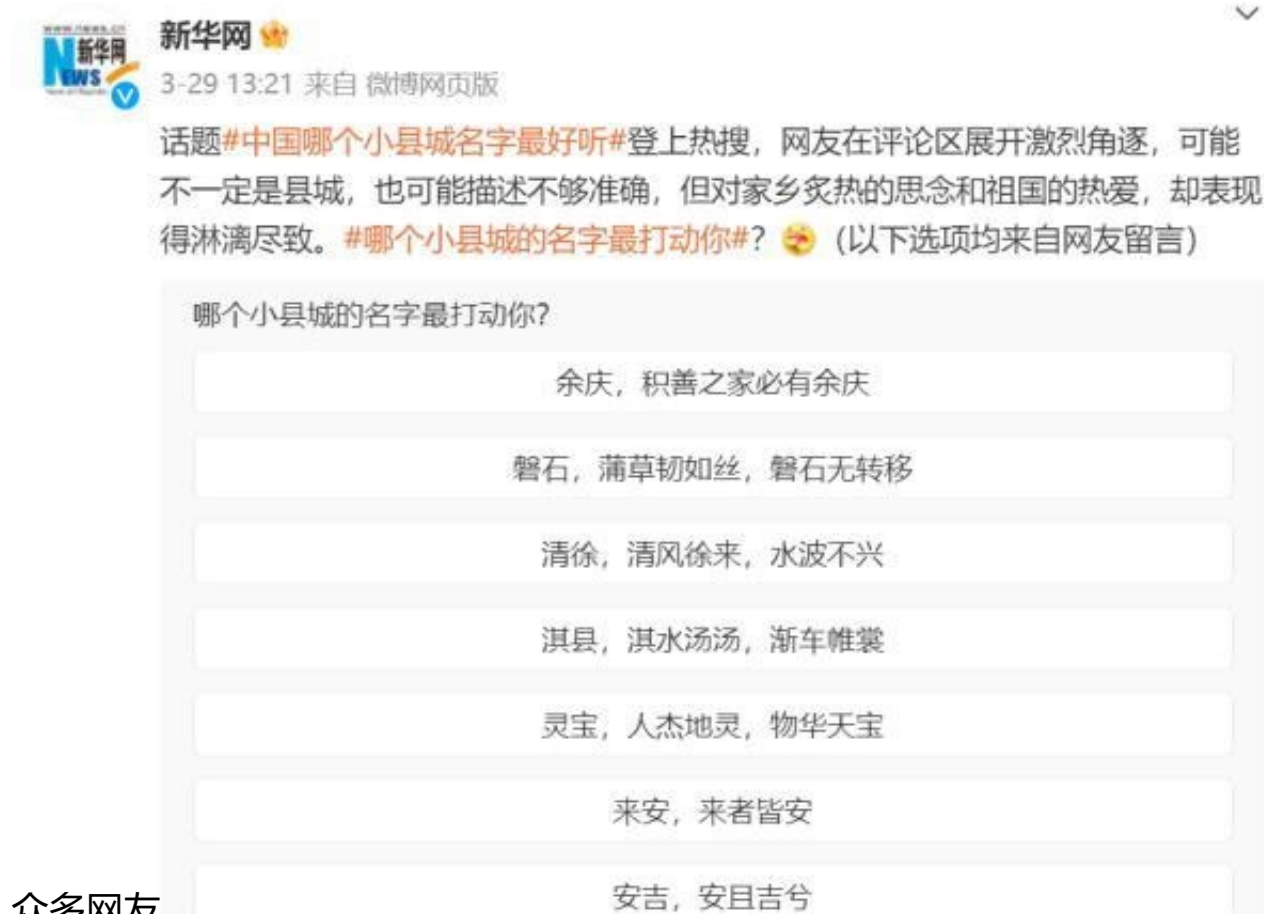 www.news.cn
新华网
NEWS
新华网
3-29 13:21 来自 微博网页版
话题#中国哪个小县城名字最好听#登上热搜，网友在评论区展开激烈角逐，可能
不一定是县城，也可能描述不够准确，但对家乡炙热的思念和祖国的热爱，却表现
得淋漓尽致。#哪个小县城的名字最打动你#？（以下选项均来自网友留言）
哪个小县城的名字最打动你？
余庆，积善之家必有余庆
磐石，蒲草韧如丝，磐石无转移
清徐，清风徐来，水波不兴
淇县，淇水汤汤，渐车帷裳
灵宝，人杰地灵，物华天宝
来安，来者皆安
安吉，安且吉兮
众多网友